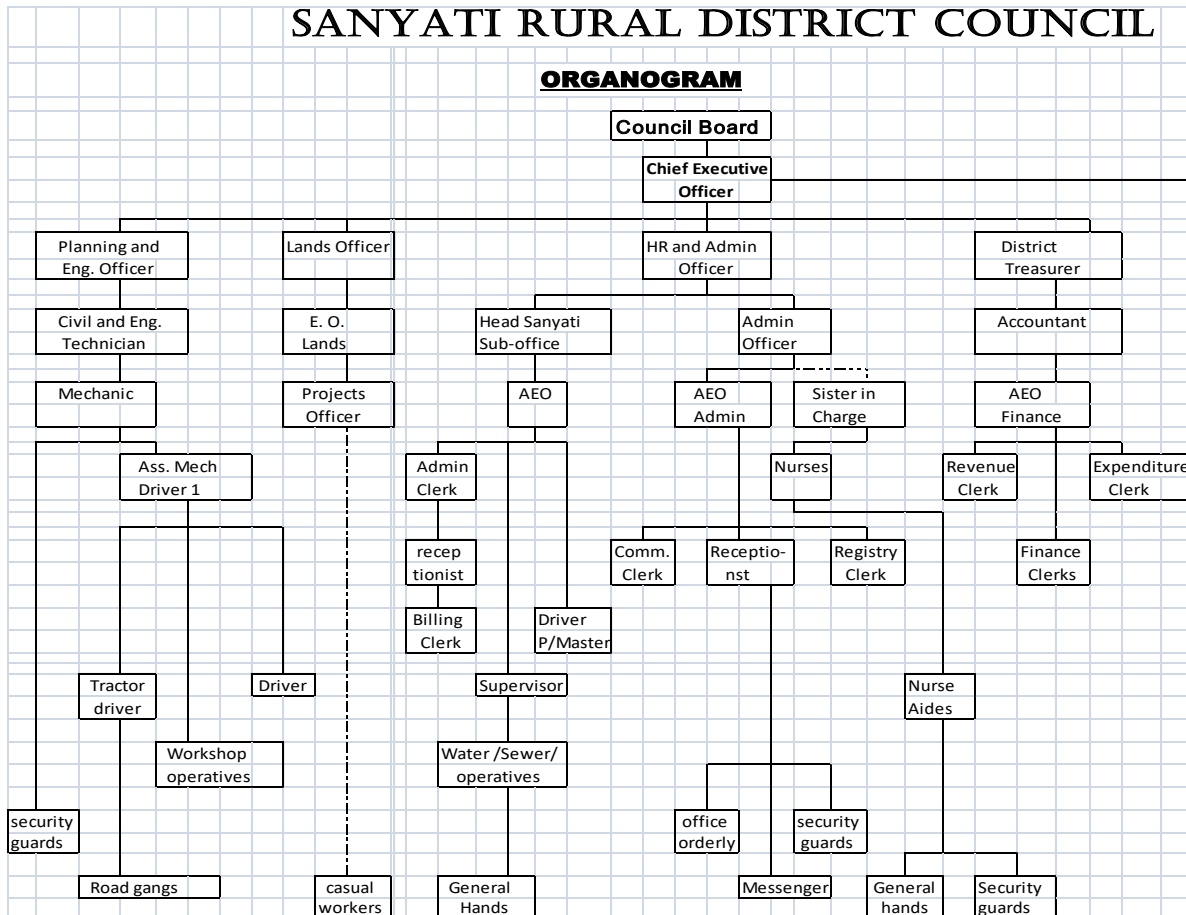 SANYATI RURAL DISTRICT COUNCIL
ORGANOGRAM
Council Board
Chief Executive
Officer
Planning and
Eng. Officer
Lands Officer
HR and Admin
Officer
District
Treasurer
Civil and Eng.
Technician
E. O.
Lands
Head Sanyati
Sub-office
Admin
Officer
Accountant
Mechanic
Projects
Officer
AEO
AEO
Admin
Sister in
Charge
AEO
Finance
Ass. Mech
Driver 1
Admin
Clerk
Nurses
Revenue
Clerk
Expenditure
Clerk
recep
tionist
Comm.
Clerk
Receptio-
nst
Registry
Clerk
Finance
Clerks
Billing
Clerk
Driver
P/Master
Tractor
driver
Driver
Supervisor
Nurse
Aides
Workshop
operatives
Water /Sewer/
operatives
security
guards
office
orderly
security
guards
Road gangs
casual
workers
General
Hands
Messenger
General
hands
Security
guards